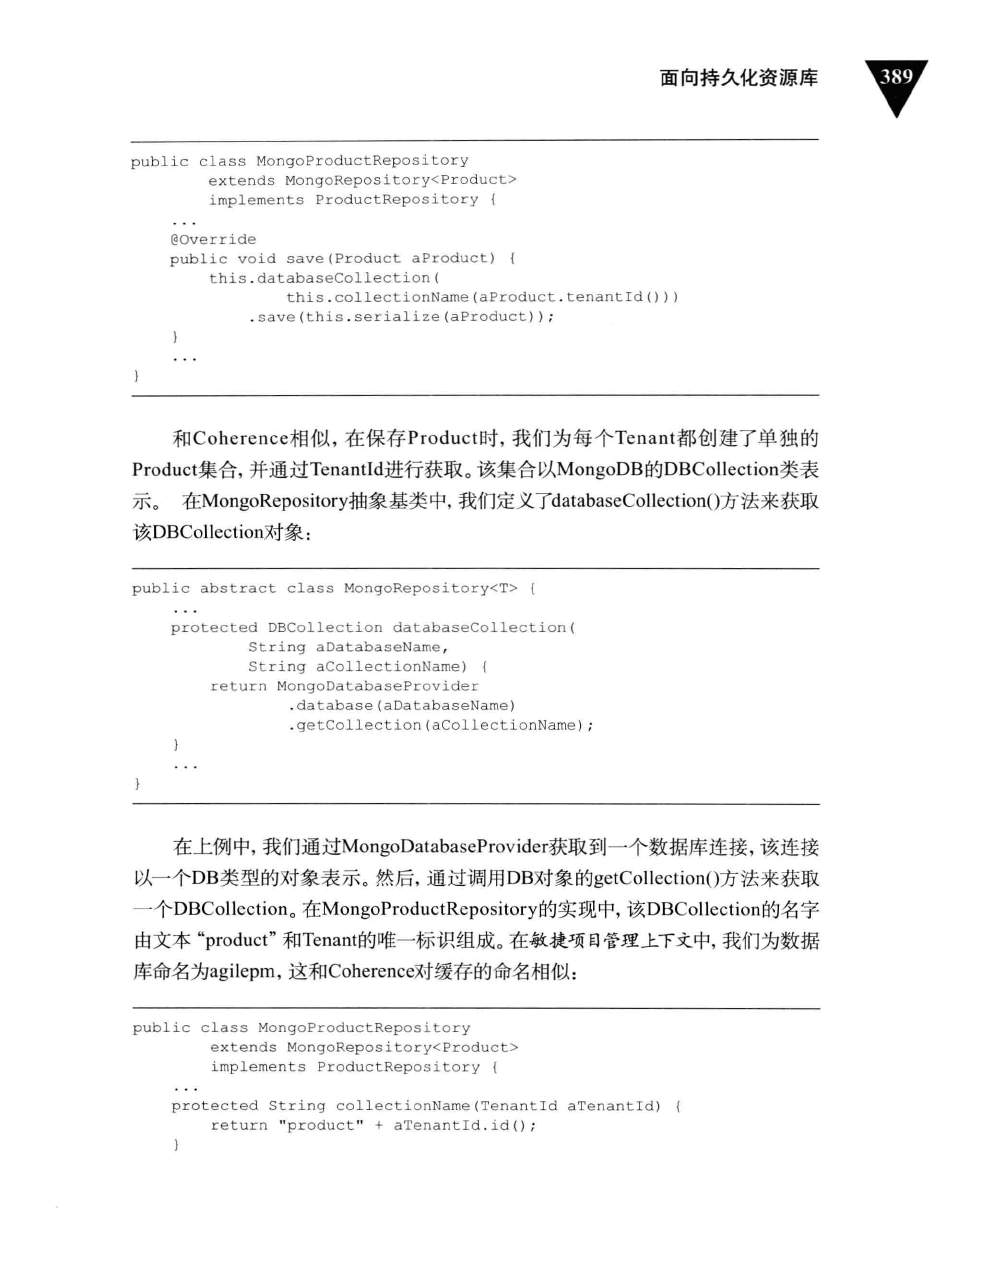 面向持久化资源库 389
public class MongoProductRepository
        extends MongoRepository<Product>
        implements ProductRepository {
    ...
    @Override
    public void save(Product aProduct) {
        this.databaseCollection(
                this.collectionName(aProduct.tenantId()))
            .save(this.serialize(aProduct));
    }
    ...
}
和Coherence相似, 在保存Product时, 我们为每个Tenant都创建了单独的
Product集合, 并通过TenantId进行获取。该集合以MongoDB的DBCollection类表
示。 在MongoRepository抽象基类中, 我们定义了databaseCollection()方法来获取
该DBCollection对象：
public abstract class MongoRepository<T> {
    ...
    protected DBCollection databaseCollection(
            String aDatabaseName,
            String aCollectionName) {
        return MongoDatabaseProvider
                .database(aDatabaseName)
                .getCollection(aCollectionName);
    }
    ...
}
在上例中, 我们通过MongoDatabaseProvider获取到一个数据库连接, 该连接
以一个DB类型的对象表示。然后, 通过调用DB对象的getCollection()方法来获取
一个DBCollection。在MongoProductRepository的实现中, 该DBCollection的名字
由文本“product”和Tenant的唯一标识组成。在敏捷项目管理上下文中, 我们为数据
库命名为agilepm, 这和Coherence对缓存的命名相似：
public class MongoProductRepository
        extends MongoRepository<Product>
        implements ProductRepository {
    ...
    protected String collectionName(TenantId aTenantId) {
        return "product" + aTenantId.id();
    }